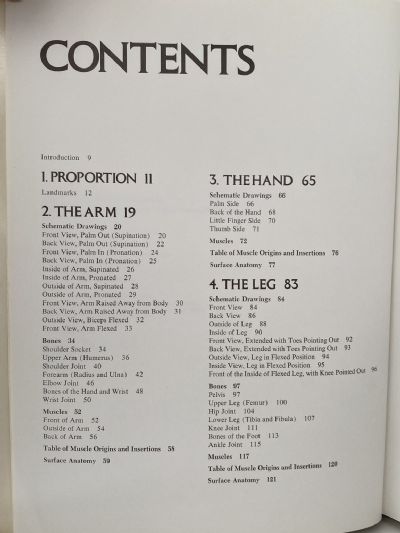 CONTENTS
Introduction 9
1. PROPORTION 11
Landmarks 12
2. THE ARM 19
Schematic Drawings 20
Front View, Palm Out (Supination) 20
Back View, Palm Out (Supination) 22
Front View, Palm In (Pronation) 24
Back View, Palm In (Pronation) 25
Inside of Arm, Supinated 26
Inside of Arm, Pronated 27
Outside of Arm, Supinated 28
Outside of Arm, Pronated 29
Front View, Arm Raised Away from Body 30
Back View, Arm Raised Away from Body 31
Outside View, Biceps Flexed 32
Front View, Arm Flexed 33
Bones 34
Shoulder Socket 34
Upper Arm (Humerus) 36
Shoulder Joint 40
Forearm (Radius and Ulna) 42
Elbow Joint 46
Bones of the Hand and Wrist 48
Wrist Joint 50
Muscles 52
Front of Arm 52
Outside of Arm 54
Back of Arm 56
Table of Muscle Origins and Insertions 58
Surface Anatomy 59
3. THE HAND 65
Schematic Drawings 66
Palm Side 66
Back of the Hand 68
Little Finger Side 70
Thumb Side 71
Muscles 72
Table of Muscle Origins and Insertions 76
Surface Anatomy 77
4. THE LEG 83
Schematic Drawings 84
Front View 84
Back View 86
Outside of Leg 88
Inside of Leg 90
Front View, Extended with Toes Pointing Out 92
Back View, Extended with Toes Pointing Out 93
Outside View, Leg in Flexed Position 94
Inside View, Leg in Flexed Position 95
Front of the Inside of Flexed Leg, with Knee Pointed Out 96
Bones 97
Pelvis 97
Upper Leg (Femur) 100
Hip Joint 104
Lower Leg (Tibia and Fibula) 107
Knee Joint 111
Bones of the Foot 113
Ankle Joint 115
Muscles 117
Table of Muscle Origins and Insertions 120
Surface Anatomy 121